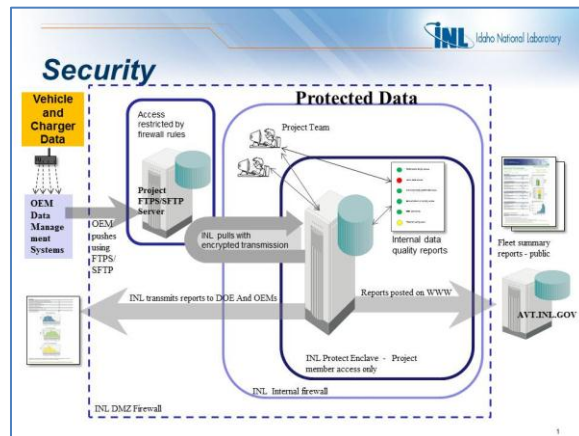 INL Idaho National Laboratory
Security
Vehicle
and
Charger
Data
OEM
Data
Manage
ment
Systems
Access
restricted by
firewall rules
Project
FTPS/SFTP
Server
OEM/
pushes
using
FTPS/
SFTP
Protected Data
Project Team
INL pulls with
encrypted transmission
Internal data
quality reports
Fleet summary
reports - public
INL transmits reports to DOE And OEMs
Reports posted on WWW
AVT.INL.GOV
INL Protect Enclave - Project
member access only
INL Internal firewall
INL DMZ Firewall
1